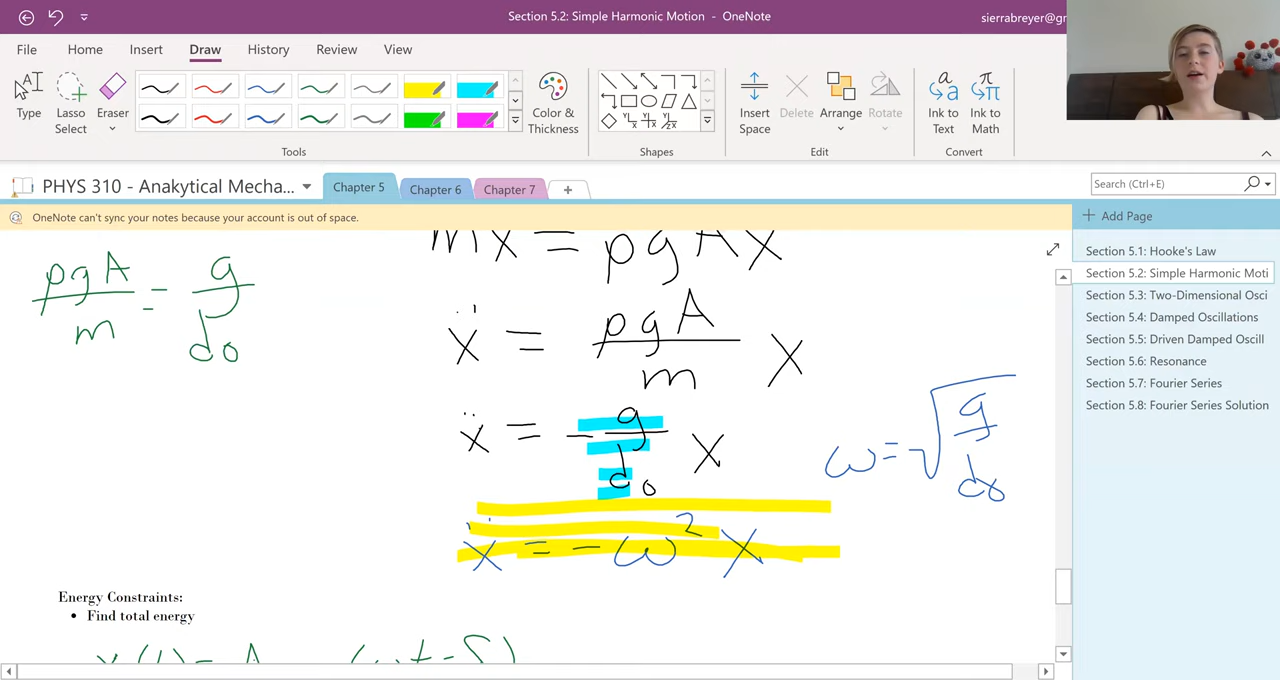 Section 5.2: Simple Harmonic Motion - OneNote
sierrabreyer@gr
File Home Insert Draw History Review View
Type
Lasso Select
Eraser
Color & Thickness
Insert Space
Delete
Arrange
Rotate
Ink to Text
Ink to Math
Tools
Shapes
Edit
Convert
PHYS 310 - Anakytical Mecha...
Chapter 5
Chapter 6
Chapter 7
Search (Ctrl+E)
OneNote can't sync your notes because your account is out of space.
Add Page
Section 5.1: Hooke's Law
Section 5.2: Simple Harmonic Moti
Section 5.3: Two-Dimensional Osci
Section 5.4: Damped Oscillations
Section 5.5: Driven Damped Oscill
Section 5.6: Resonance
Section 5.7: Fourier Series
Section 5.8: Fourier Series Solution
ρgA/m = g/d₀
mẍ = ρgAx
ẍ = ρgA/m x
ẍ = - g/d₀ x
ω = √(g/d₀)
ẍ = -ω² x
Energy Constraints:
• Find total energy
x(t) = A (ωt - δ)